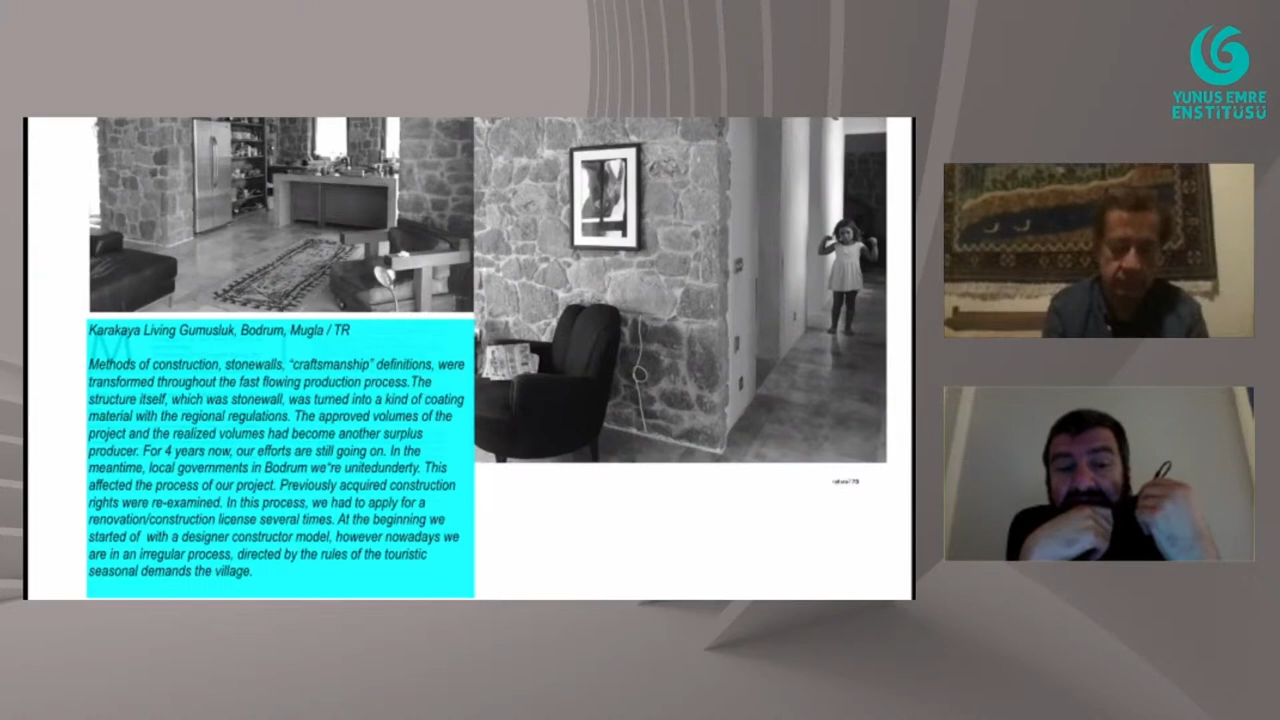 YUNUS EMRE
ENSTİTÜSÜ
Karakaya Living Gumusluk, Bodrum, Mugla / TR
Methods of construction, stonewalls, “craftsmanship” definitions, were
transformed throughout the fast flowing production process.The
structure itself, which was stonewall, was turned into a kind of coating
material with the regional regulations. The approved volumes of the
project and the realized volumes had become another surplus
producer. For 4 years now, our efforts are still going on. In the
meantime, local governments in Bodrum we“re unitedunderty. This
affected the process of our project. Previously acquired construction
rights were re-examined. In this process, we had to apply for a
renovation/construction license several times. At the beginning we
started of with a designer constructor model, however nowadays we
are in an irregular process, directed by the rules of the touristic
seasonal demands the village.